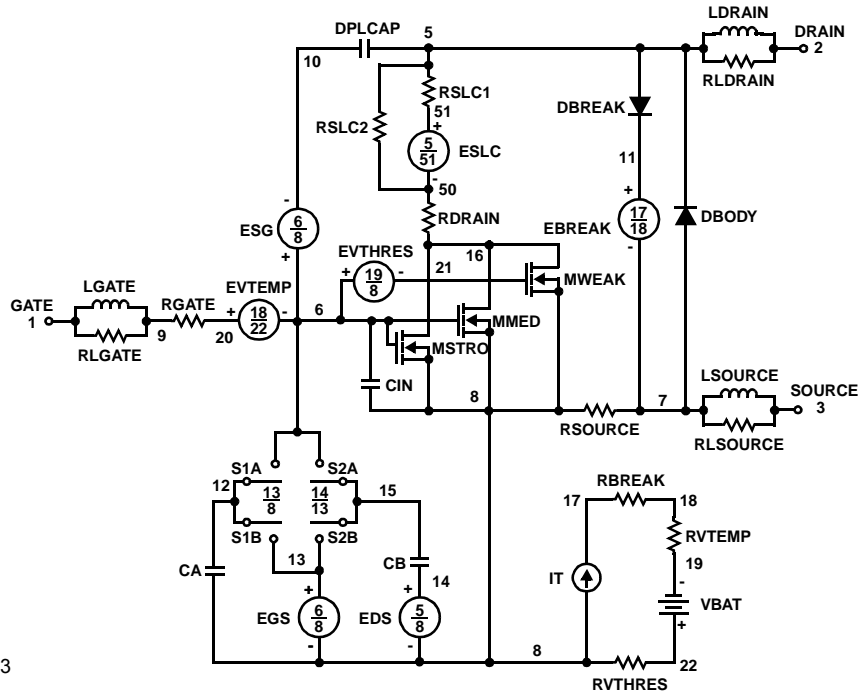 LDRAIN
DPLCAP 5 DRAIN
10 2
RLDRAIN
RSLC1
51 DBREAK
RSLC2 +
5
51 ESLC
11
-
50
- +
ESG 6
8 RDRAIN EBREAK 17
18 DBODY
+ EVTHRES 16 -
+ 19
8 - 21 MWEAK
LGATE EVTEMP
GATE RGATE + 18
22 - 6 MMED
1 9 20
RLGATE MSTRO
LSOURCE
CIN 8 7 SOURCE
3
RSOURCE
RLSOURCE
S1A S2A
12 13
8 14
13 15 RBREAK
17 18
S1B S2B
RVTEMP
13 CB 19
CA 14 IT -
+ +
VBAT
EGS 6
8 EDS 5
8 +
- - 8 22
RVTHRES
3